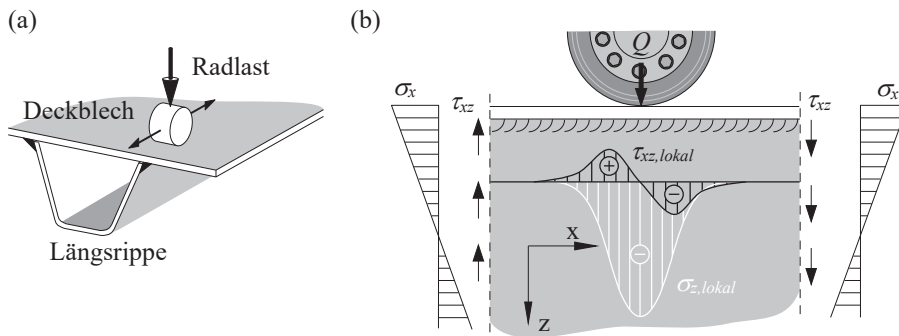 (a)
Radlast
Deckblech
Längsrippe
(b)
Q
σx
τxz
τxz
σx
τxz,lokal
+
−
x
−
σz,lokal
z